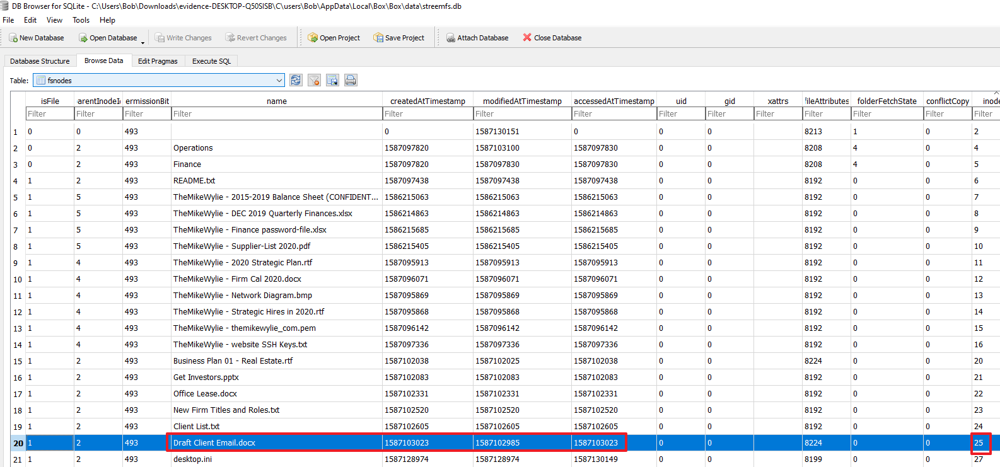 DB Browser for SQLite - C:\Users\Bob\Downloads\evidence-DESKTOP-Q50SISB\C\users\Bob\AppData\Local\Box\Box\data\streemfs.db
File Edit View Tools Help
New Database Open Database Write Changes Revert Changes Open Project Save Project Attach Database Close Database
Database Structure Browse Data Edit Pragmas Execute SQL
Table: fsnodes
isFile arentInodeI ermissionBit name createdAtTimestamp modifiedAtTimestamp accessedAtTimestamp uid gid xattrs fileAttributes folderFetchState conflictCopy inode
Filter Filter Filter Filter Filter Filter Filter Filter Filter Filter Filter Filter Filter Filter
1 0 0 493 0 1587130151 0 0 0 8213 1 0 2
2 0 2 493 Operations 1587097820 1587103100 1587097830 0 0 8208 4 0 4
3 0 2 493 Finance 1587097820 1587097830 1587097830 0 0 8208 4 0 5
4 1 2 493 README.txt 1587097438 1587097438 1587097438 0 0 8192 0 0 6
5 1 5 493 TheMikeWylie - 2015-2019 Balance Sheet (CONFIDENT... 1586215063 1586215063 1586215063 0 0 8192 0 0 7
6 1 5 493 TheMikeWylie - DEC 2019 Quarterly Finances.xlsx 1586214863 1586214863 1586214863 0 0 8192 0 0 8
7 1 5 493 TheMikeWylie - Finance password-file.xlsx 1586215685 1586215685 1586215685 0 0 8192 0 0 9
8 1 5 493 TheMikeWylie - Supplier-List 2020.pdf 1586215405 1586215405 1586215405 0 0 8192 0 0 10
9 1 4 493 TheMikeWylie - 2020 Strategic Plan.rtf 1587095913 1587095913 1587095913 0 0 8192 0 0 11
10 1 4 493 TheMikeWylie - Firm Cal 2020.docx 1587096071 1587096071 1587096071 0 0 8192 0 0 12
11 1 4 493 TheMikeWylie - Network Diagram.bmp 1587095869 1587095869 1587095869 0 0 8192 0 0 13
12 1 4 493 TheMikeWylie - Strategic Hires in 2020.rtf 1587095868 1587095868 1587095868 0 0 8192 0 0 14
13 1 4 493 TheMikeWylie - themikewylie_com.pem 1587096142 1587096142 1587096142 0 0 8192 0 0 15
14 1 4 493 TheMikeWylie - website SSH Keys.txt 1587097336 1587097336 1587097336 0 0 8192 0 0 16
15 1 2 493 Business Plan 01 - Real Estate.rtf 1587102038 1587102025 1587102038 0 0 8224 0 0 20
16 1 2 493 Get Investors.pptx 1587102083 1587102083 1587102083 0 0 8192 0 0 21
17 1 2 493 Office Lease.docx 1587102331 1587102331 1587102331 0 0 8192 0 0 22
18 1 2 493 New Firm Titles and Roles.txt 1587102520 1587102520 1587102520 0 0 8192 0 0 23
19 1 2 493 Client List.txt 1587102605 1587102605 1587102605 0 0 8192 0 0 24
20 1 2 493 Draft Client Email.docx 1587103023 1587102985 1587103023 0 0 8224 0 0 25
21 1 2 493 desktop.ini 1587128974 1587128974 1587130149 0 0 8199 0 0 27